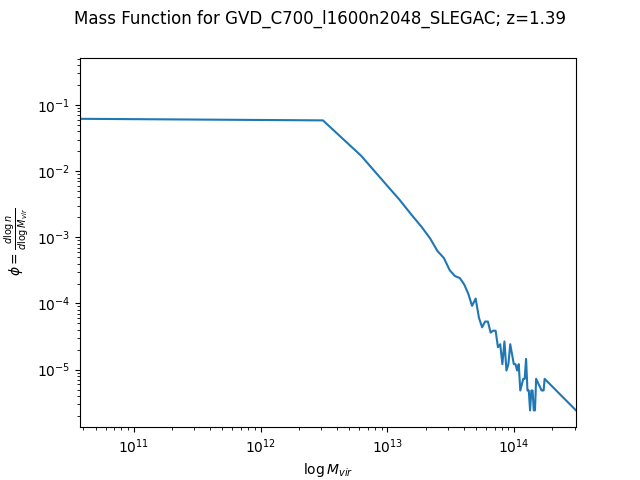 Mass Function for GVD_C700_l1600n2048_SLEGAC; z=1.39
10⁻¹
10⁻²
10⁻³
10⁻⁴
10⁻⁵
ϕ = d log n / d log M_vir
10¹¹ 10¹² 10¹³ 10¹⁴
log M_vir